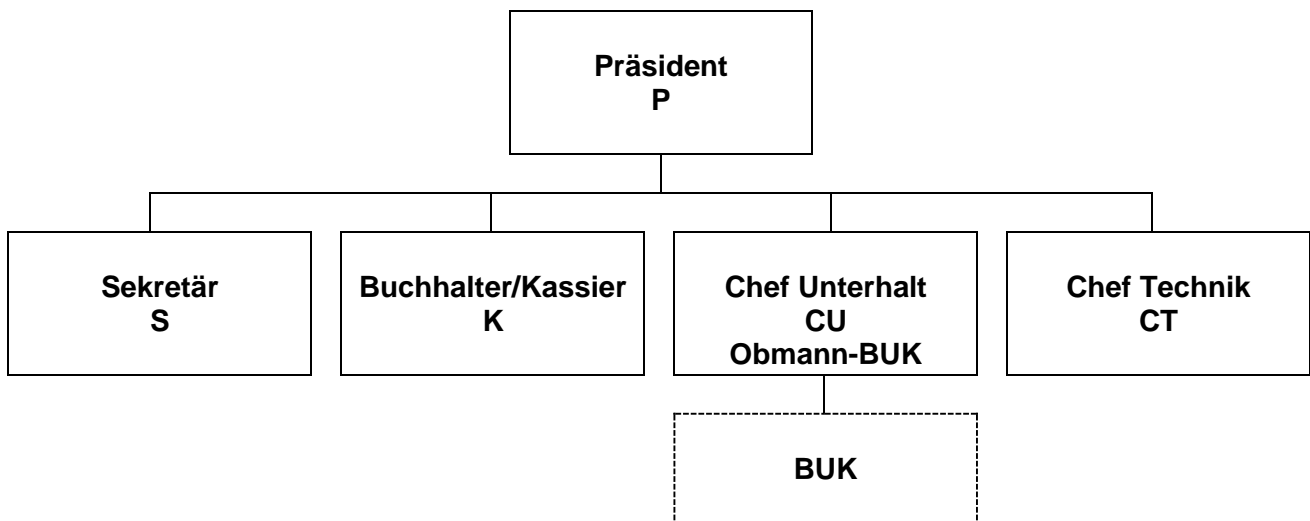 Präsident
P
Sekretär
S
Buchhalter/Kassier
K
Chef Unterhalt
CU
Obmann-BUK
Chef Technik
CT
BUK